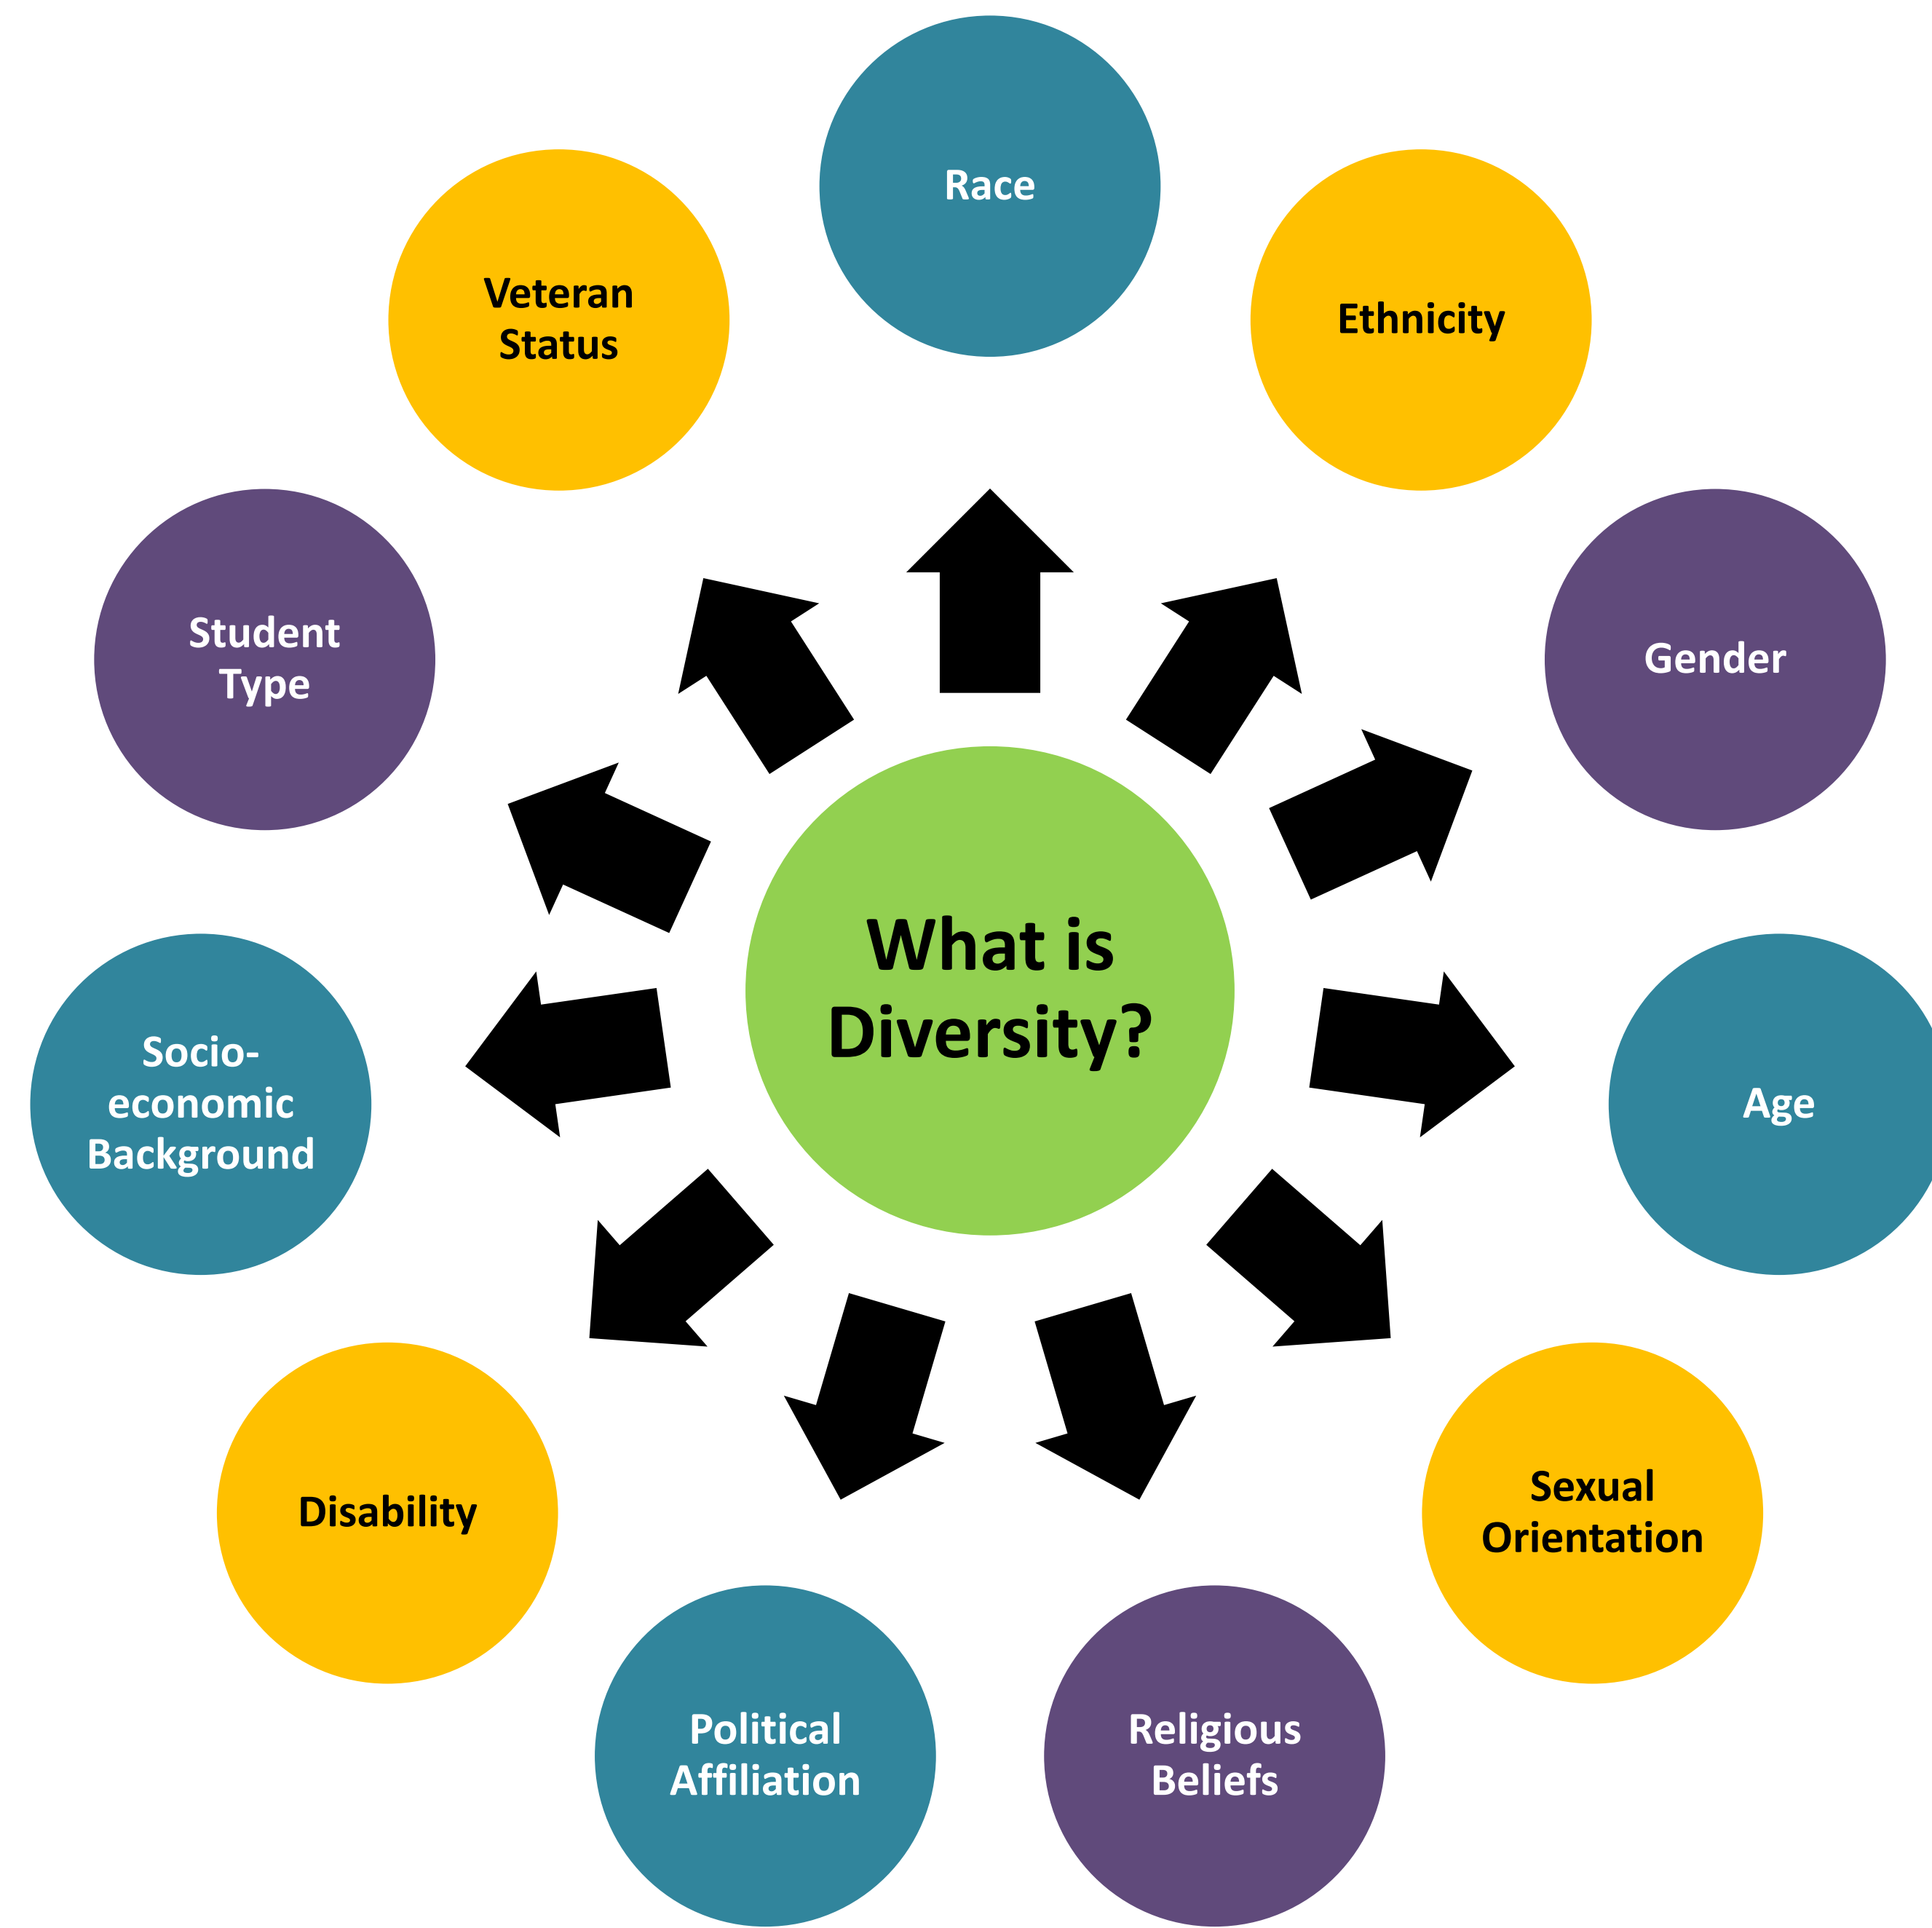 Race
Ethnicity
Gender
Age
Sexual
Orientation
Religious
Beliefs
Political
Affiliation
Disability
Socio-
economic
Background
Student
Type
Veteran
Status
What is
Diversity?